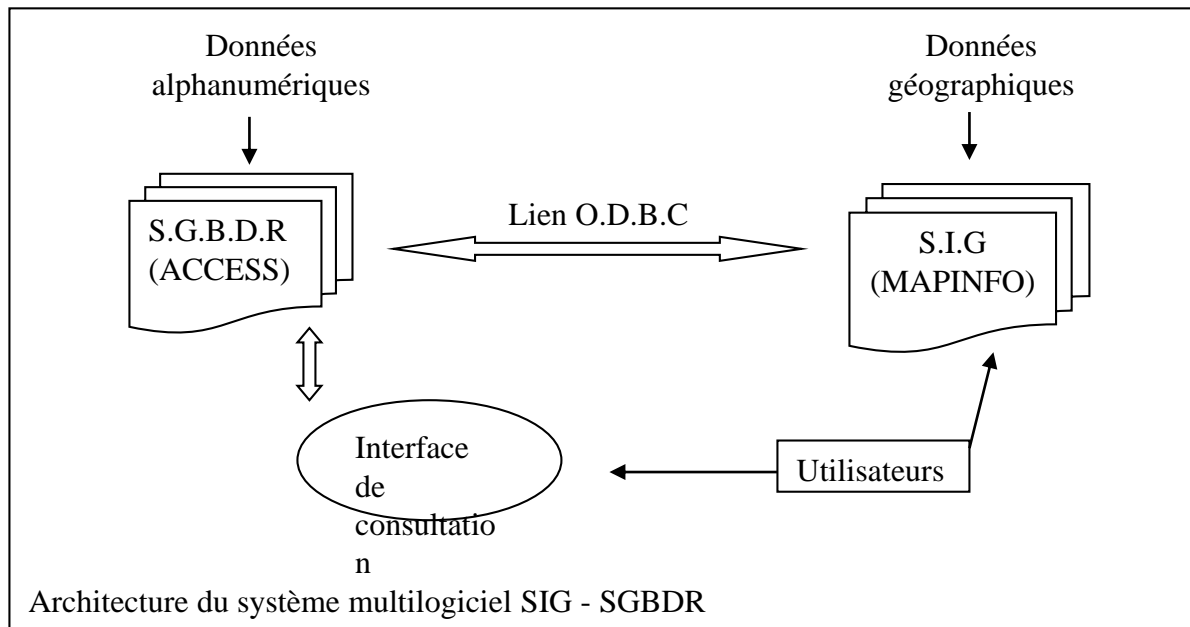 Données
alphanumériques
Données
géographiques
Lien O.D.B.C
S.G.B.D.R
(ACCESS)
S.I.G
(MAPINFO)
Interface
de
consultatio
n
Utilisateurs
Architecture du système multilogiciel SIG - SGBDR